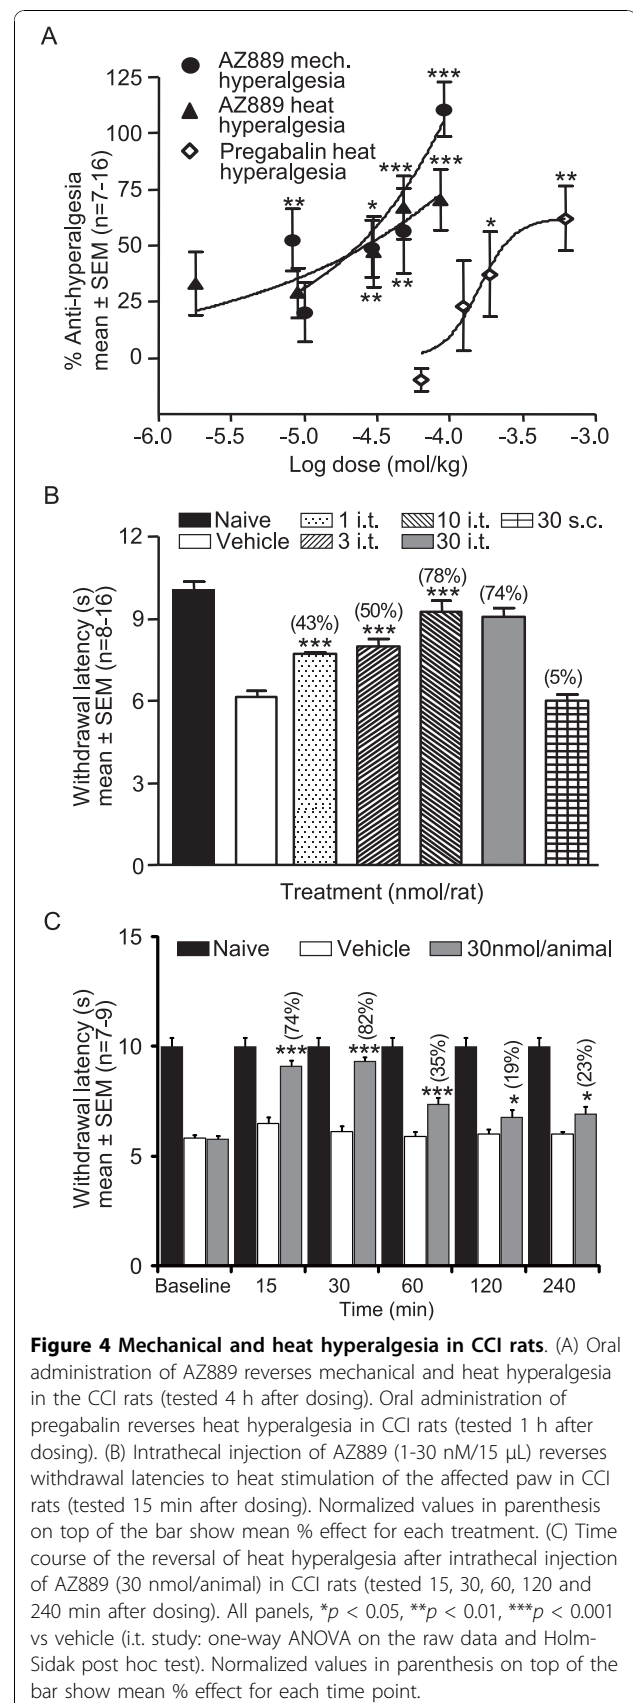 A
AZ889 mech.
hyperalgesia
AZ889 heat
hyperalgesia
Pregabalin heat
hyperalgesia
% Anti-hyperalgesia
mean ± SEM (n=7-16)
125
100
75
50
25
0
***
***
***
**
*
**
**
*
**
-6.0 -5.0 -4.5 -4.0 -3.5 -3.0
Log dose (mol/kg)
B
Naive 1 i.t. 10 i.t. 30 s.c.
Vehicle 3 i.t. 30 i.t.
Withdrawal latency (s)
mean ± SEM (n=8-16)
12
9
6
3
0
(43%)
***
(50%)
***
(78%)
***
(74%)
(5%)
Treatment (nmol/rat)
C
Naive Vehicle 30nmol/animal
Withdrawal latency (s)
mean ± SEM (n=7-9)
15
10
5
0
*** (74%)
*** (82%)
*** (35%)
* (19%)
* (23%)
Baseline 15 30 60 120 240
Time (min)
Figure 4 Mechanical and heat hyperalgesia in CCI rats. (A) Oral
administration of AZ889 reverses mechanical and heat hyperalgesia
in the CCI rats (tested 4 h after dosing). Oral administration of
pregabalin reverses heat hyperalgesia in CCI rats (tested 1 h after
dosing). (B) Intrathecal injection of AZ889 (1-30 nM/15 μL) reverses
withdrawal latencies to heat stimulation of the affected paw in CCI
rats (tested 15 min after dosing). Normalized values in parenthesis
on top of the bar show mean % effect for each treatment. (C) Time
course of the reversal of heat hyperalgesia after intrathecal injection
of AZ889 (30 nmol/animal) in CCI rats (tested 15, 30, 60, 120 and
240 min after dosing). All panels, *p < 0.05, **p < 0.01, ***p < 0.001
vs vehicle (i.t. study: one-way ANOVA on the raw data and Holm-
Sidak post hoc test). Normalized values in parenthesis on top of the
bar show mean % effect for each time point.